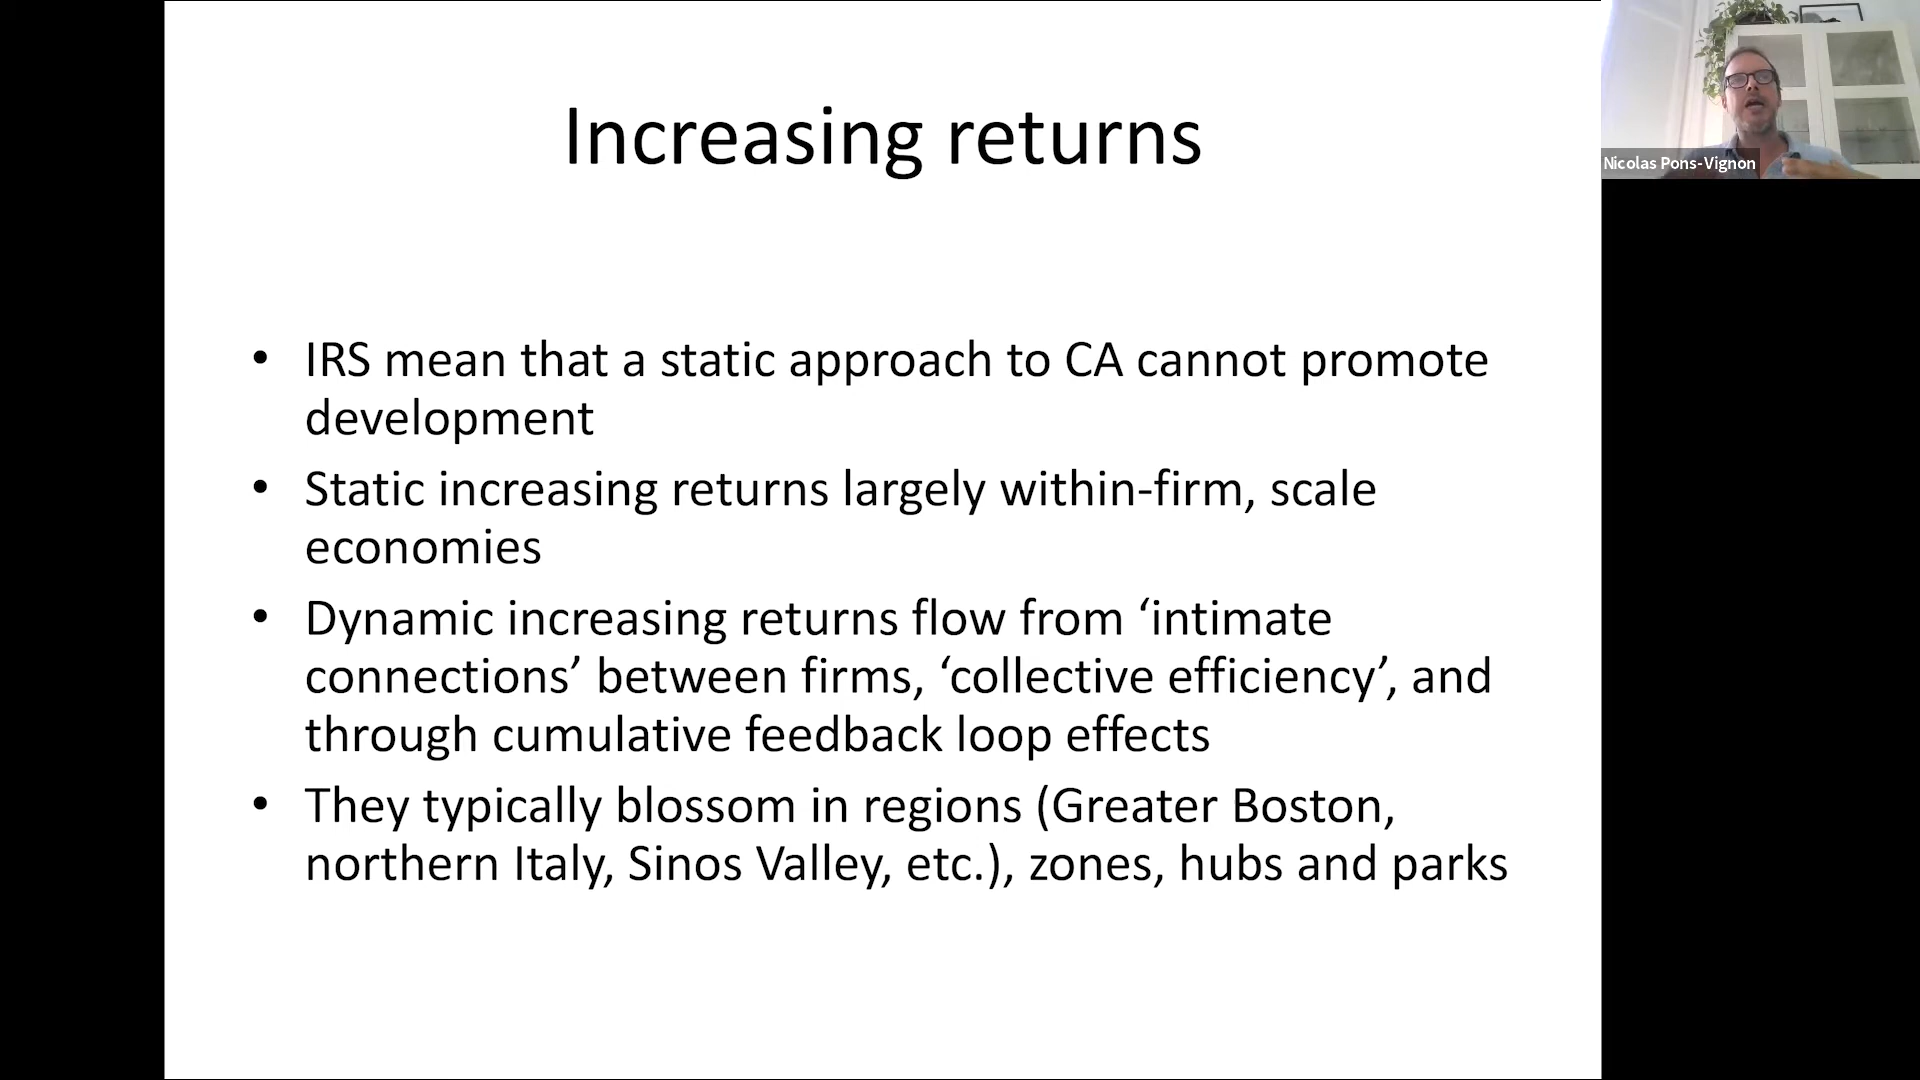 Increasing returns
Nicolas Pons-Vignon
• IRS mean that a static approach to CA cannot promote
development
• Static increasing returns largely within-firm, scale
economies
• Dynamic increasing returns flow from ‘intimate
connections’ between firms, ‘collective efficiency’, and
through cumulative feedback loop effects
• They typically blossom in regions (Greater Boston,
northern Italy, Sinos Valley, etc.), zones, hubs and parks